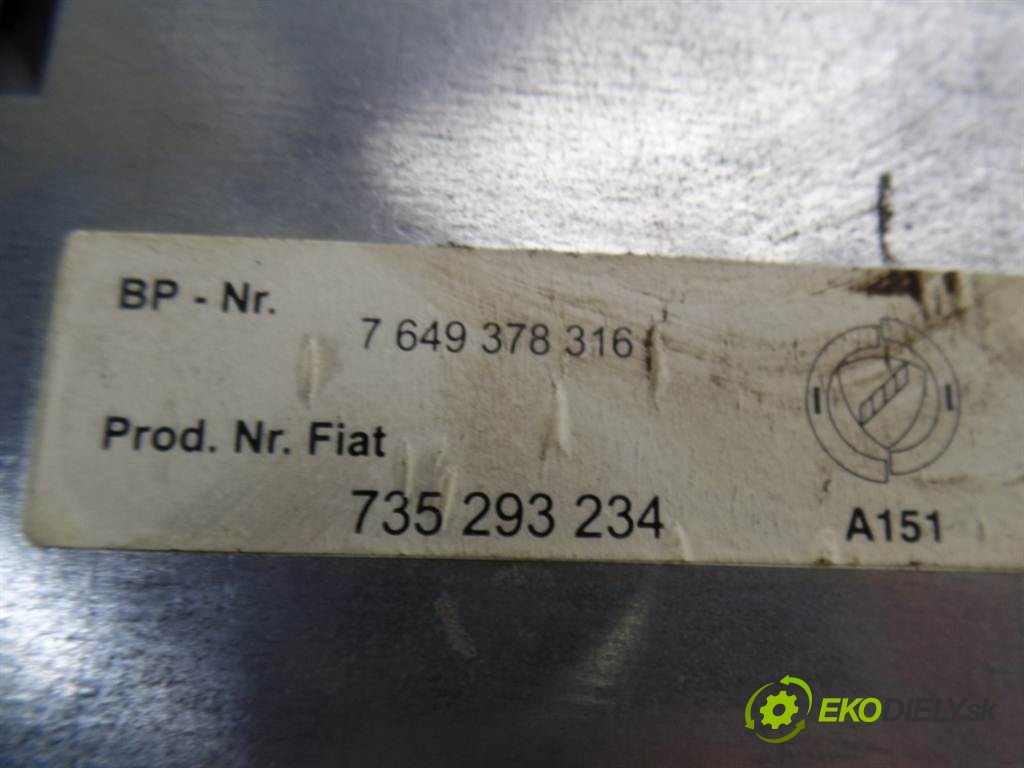 BP - Nr.
7 649 378 316
Prod. Nr. Fiat
735 293 234
A151
EKODIELY.sk